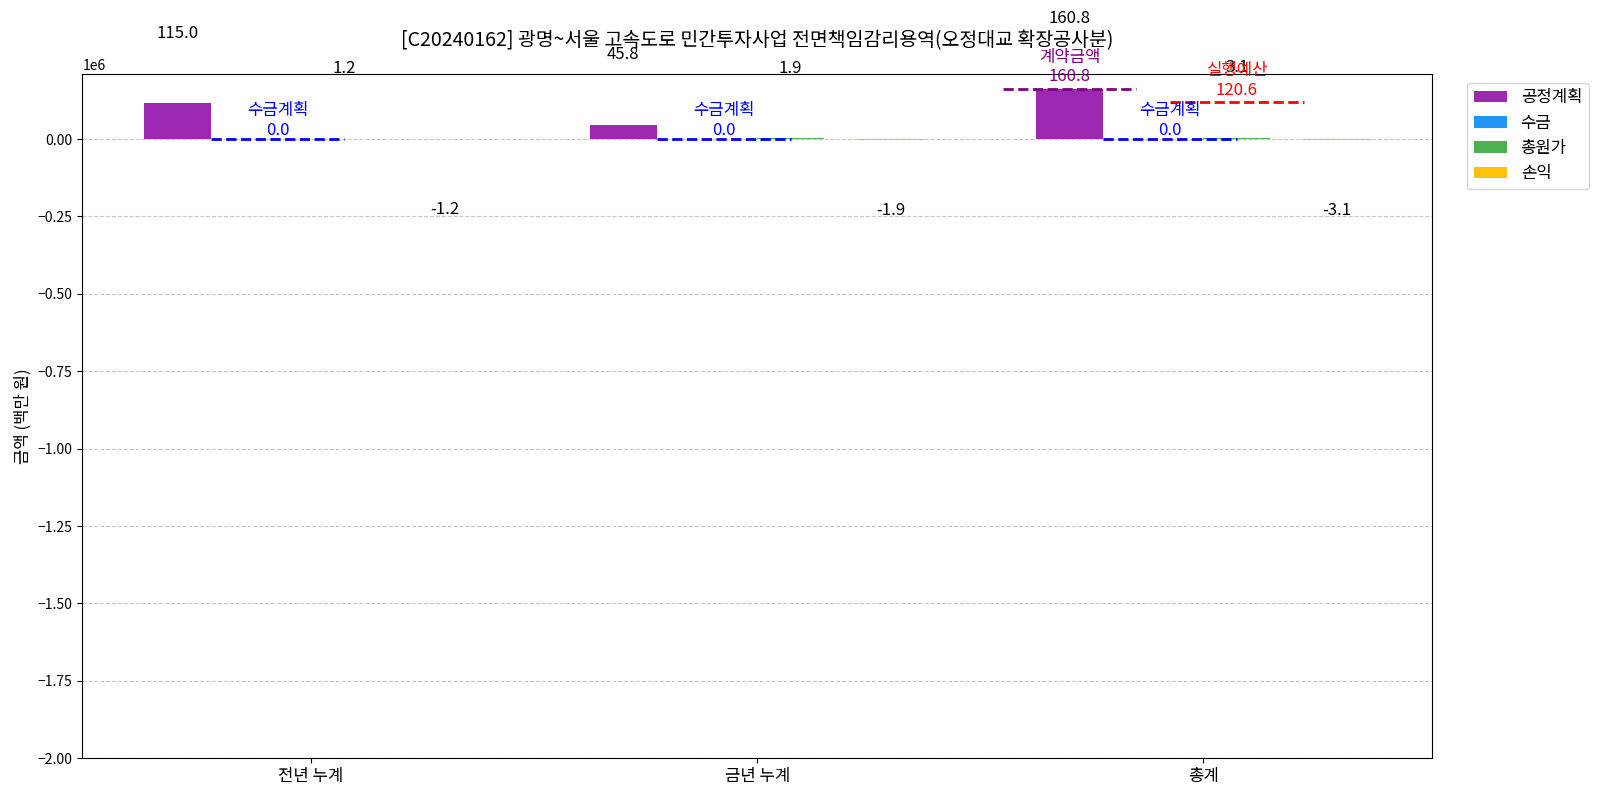 160.8
115.0
[C20240162] 광명~서울 고속도로 민간투자사업 전면책임감리용역(오정대교 확장공사분)
45.8
계약금액
1e6
1.2
1.9
3.1
실행예산
160.8
120.6
수금계획
수금계획
수금계획
0.0
0.0
0.0
공정계획
수금
총원가
손익
0.00
−0.25
−0.50
−0.75
−1.00
−1.25
−1.50
−1.75
−2.00
-1.2
-1.9
-3.1
금액 (백만 원)
전년 누계
금년 누계
총계